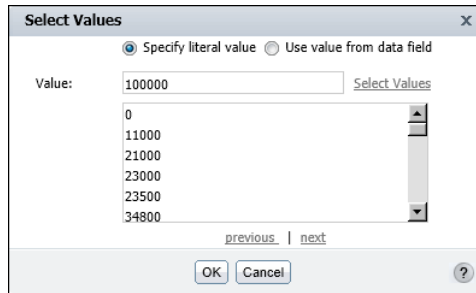 Select Values x
Specify literal value Use value from data field
Value: 100000 Select Values
0
11000
21000
23000
23500
34800
previous | next
OK Cancel ?